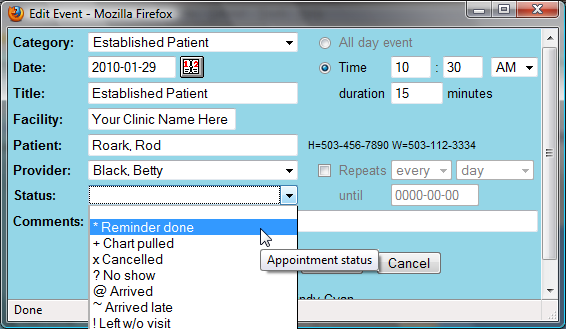 Edit Event - Mozilla Firefox
Category: Established Patient All day event
Date: 2010-01-29 Time 10 : 30 AM
Title: Established Patient duration 15 minutes
Facility: Your Clinic Name Here
Patient: Roark, Rod H=503-456-7890 W=503-112-3334
Provider: Black, Betty Repeats every day
Status: until 0000-00-00
Comments:
* Reminder done
+ Chart pulled
x Cancelled
? No show
@ Arrived
~ Arrived late
! Left w/o visit
Appointment status
Cancel
Done